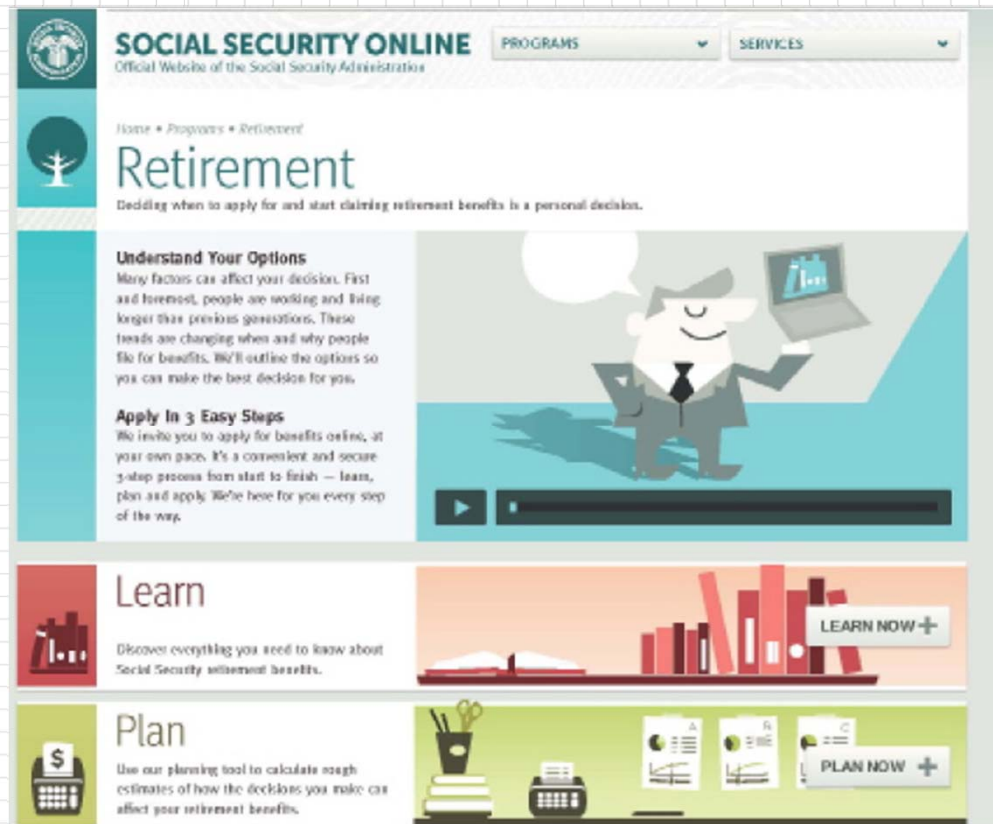 SOCIAL SECURITY ONLINE
Official Website of the Social Security Administration
PROGRAMS
SERVICES
Home • Programs • Retirement
Retirement
Deciding when to apply for and start claiming retirement benefits is a personal decision.
Understand Your Options
Many factors can affect your decision. First
and foremost, people are working and living
longer than previous generations. These
trends are changing when and why people
file for benefits. We'll outline the options so
you can make the best decision for you.
Apply In 3 Easy Steps
We invite you to apply for benefits online, at
your own pace. It's a convenient and secure
3-step process from start to finish — learn,
plan and apply. We're here for you every step
of the way.
Learn
Discover everything you need to know about
Social Security retirement benefits.
LEARN NOW +
Plan
Use our planning tool to calculate rough
estimates of how the decisions you make can
affect your retirement benefits.
$
A
B
C
PLAN NOW +